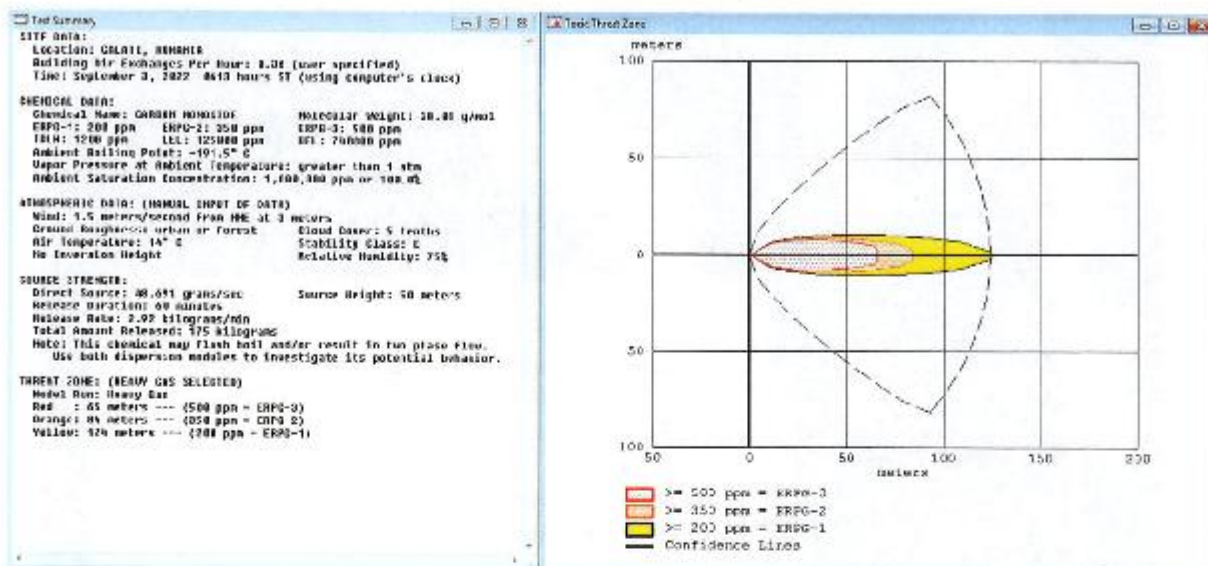 Text Summary
SITE DATA:
Location: GALATI, ROMANIA
Building Air Exchanges Per Hour: (user specified)
Time: September 3, 2022 0613 hours ST (using computer's clock)
CHEMICAL DATA:
Chemical Name: CARBON MONOXIDE Molecular Weight: g/mol
ERPG-1: 200 ppm ERPG-2: 350 ppm ERPG-3: 500 ppm
IDLH: 1200 ppm LEL: 125000 ppm UEL: 740000 ppm
Ambient Boiling Point: -191.5° C
Vapor Pressure at Ambient Temperature: greater than 1 atm
Ambient Saturation Concentration: 1,000,000 ppm or 100.0%
ATMOSPHERIC DATA: (MANUAL INPUT OF DATA)
Wind: 1.5 meters/second from NNE at 3 meters
Ground Roughness: urban or forest Cloud Cover: 5 tenths
Air Temperature: 14° C Stability Class:
No Inversion Height Relative Humidity: 75%
SOURCE STRENGTH:
Direct Source: 48.691 grams/sec Source Height: 50 meters
Release Duration: 60 minutes
Release Rate: 2.92 kilograms/min
Total Amount Released: 175 kilograms
Note: This chemical may flash boil and/or result in two phase flow.
Use both dispersion modules to investigate its potential behavior.
THREAT ZONE: (HEAVY GAS SELECTED)
Model Run: Heavy Gas
Red : 65 meters --- (500 ppm = ERPG-3)
Orange: 84 meters --- (350 ppm = ERPG-2)
Yellow: 124 meters --- (200 ppm = ERPG-1)
Toxic Threat Zone
meters
100
50
0
50
100
50 0 50 100 150 200
meters
>= 500 ppm = ERPG-3
>= 350 ppm = ERPG-2
>= 200 ppm = ERPG-1
Confidence Lines